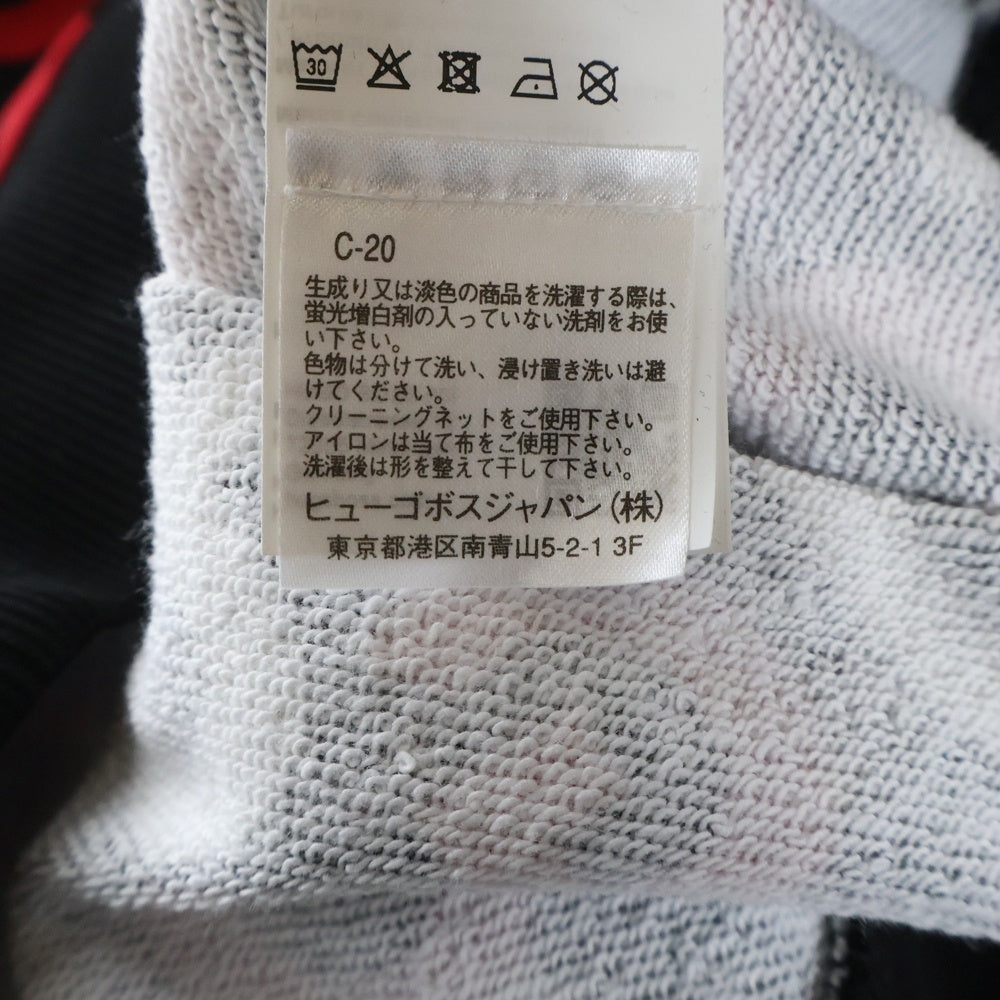 30
C-20
生成り又は淡色の商品を洗濯する際は、
蛍光増白剤の入っていない洗剤をお使
い下さい。
色物は分けて洗い、浸け置き洗いは避
けてください。
クリーニングネットをご使用下さい。
アイロンは当て布をご使用下さい。
洗濯後は形を整えて干して下さい。
ヒューゴボスジャパン(株)
東京都港区南青山5-2-1 3F